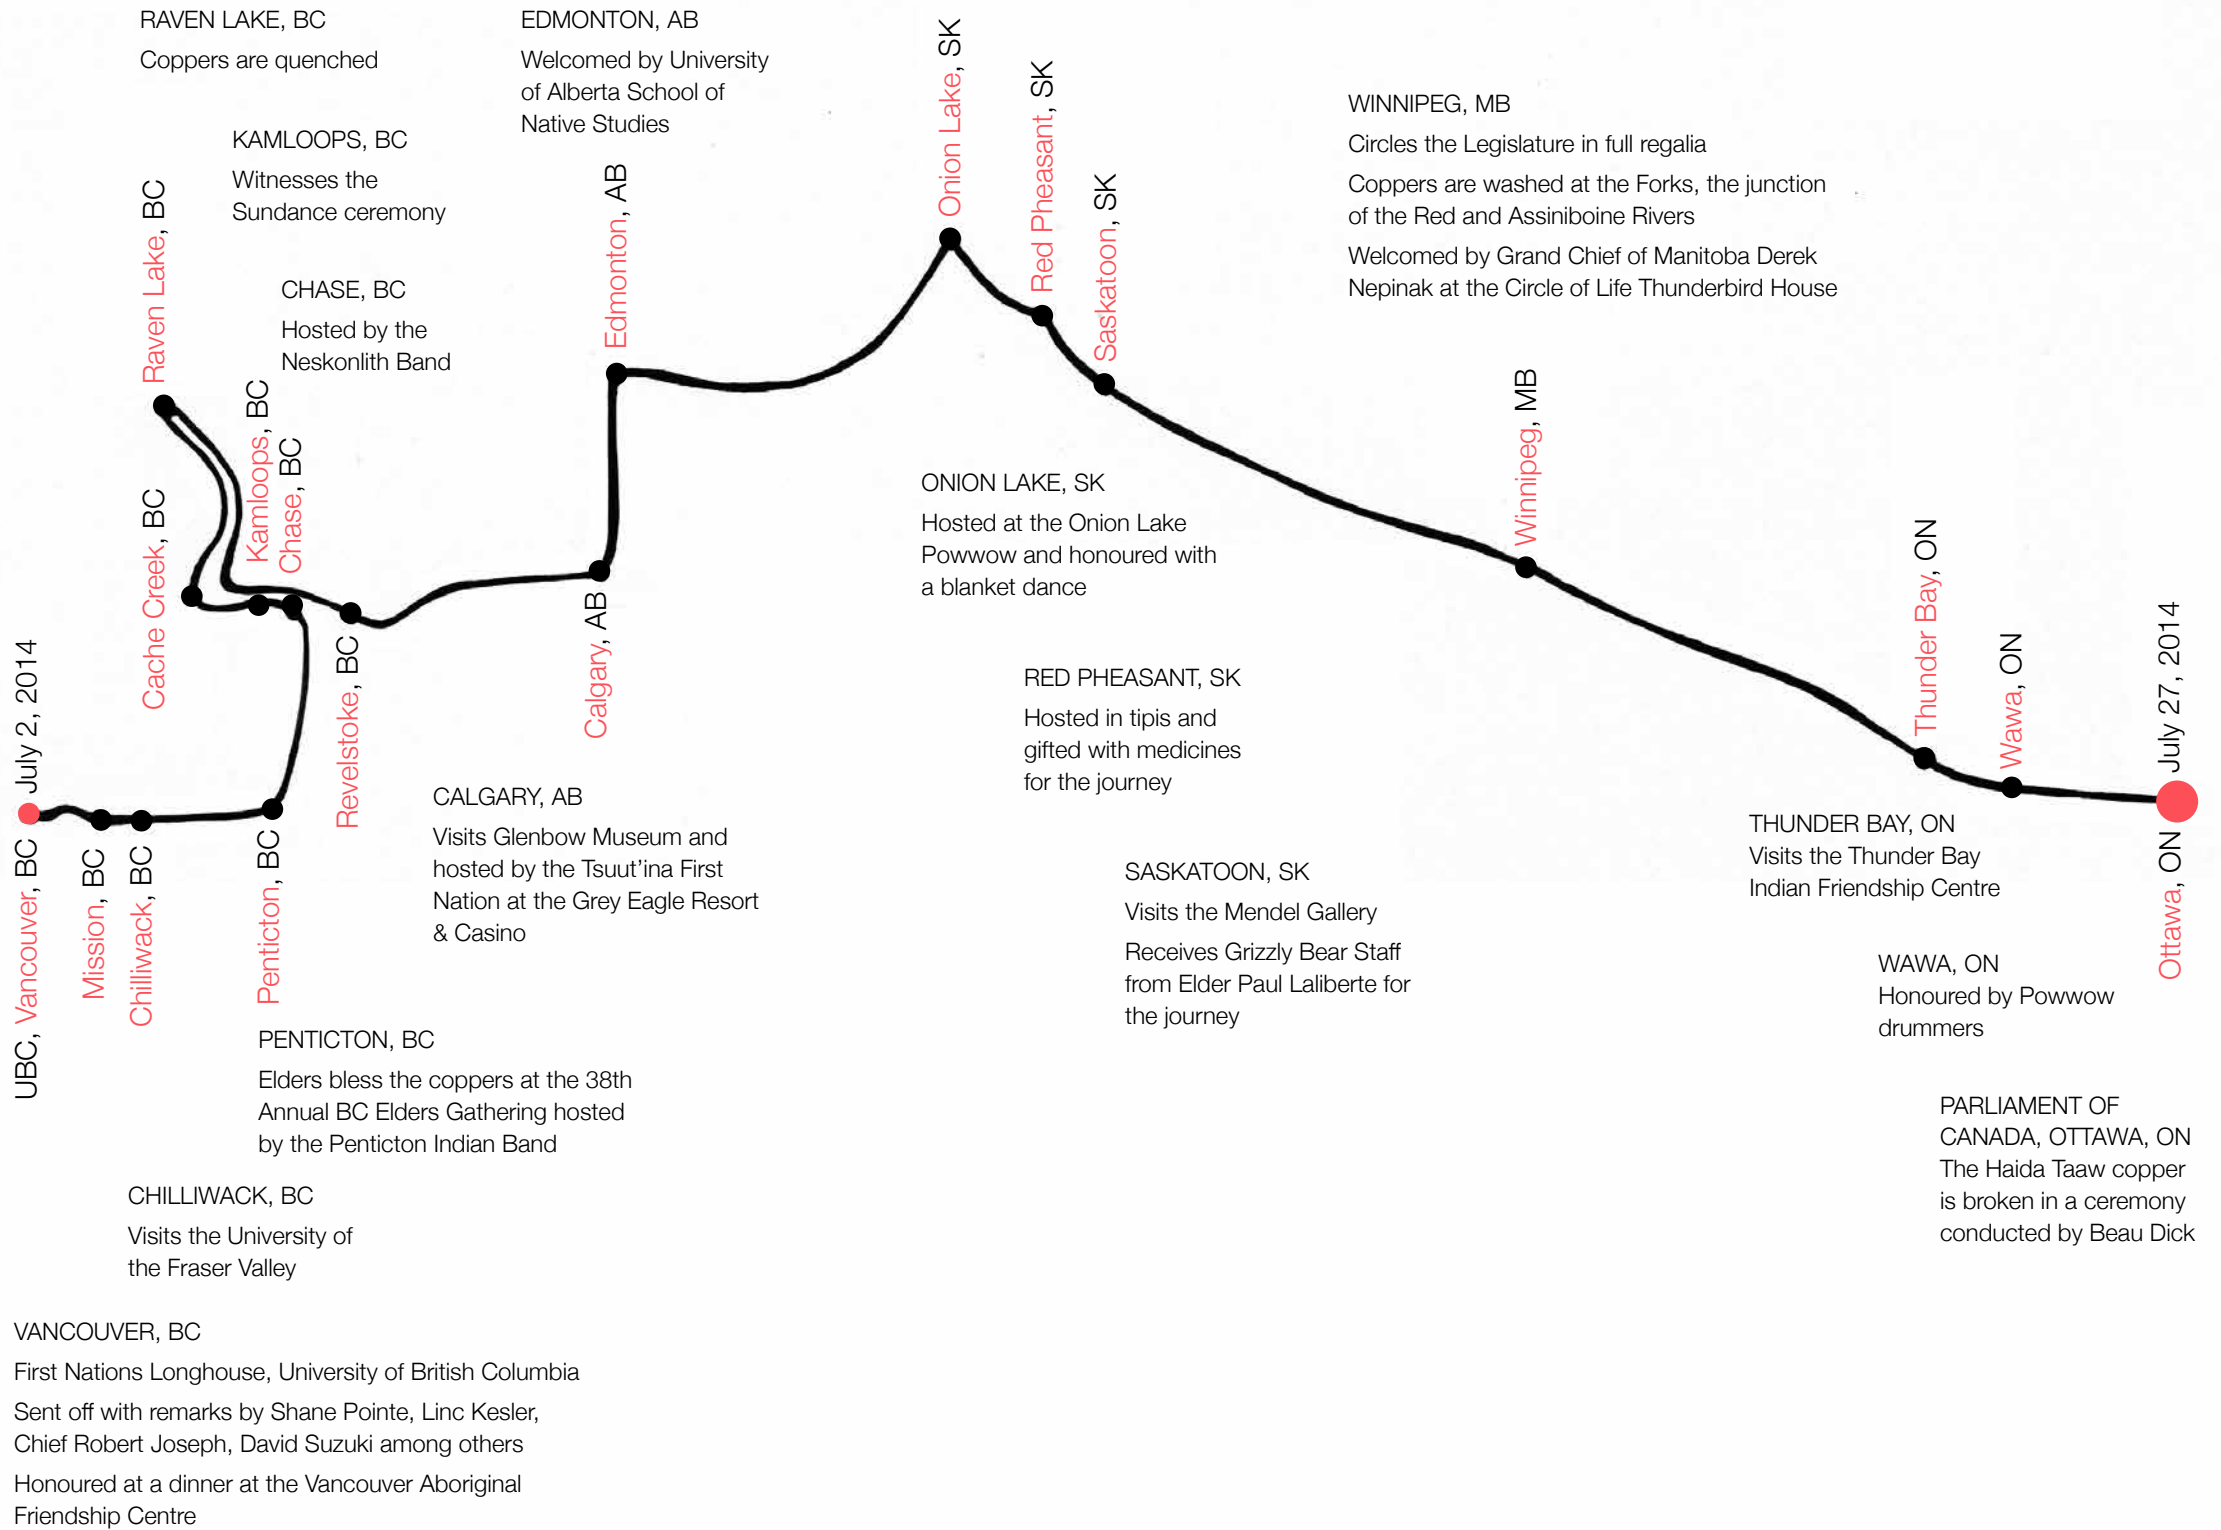 RAVEN LAKE, BC
Coppers are quenched
EDMONTON, AB
Welcomed by University
of Alberta School of
Native Studies
KAMLOOPS, BC
Witnesses the
Sundance ceremony
CHASE, BC
Hosted by the
Neskonlith Band
WINNIPEG, MB
Circles the Legislature in full regalia
Coppers are washed at the Forks, the junction
of the Red and Assiniboine Rivers
Welcomed by Grand Chief of Manitoba Derek
Nepinak at the Circle of Life Thunderbird House
July 2, 2014
UBC, Vancouver, BC
Mission, BC
Chilliwack, BC
Penticton, BC
Cache Creek, BC
Raven Lake, BC
Kamloops, BC
Chase, BC
Revelstoke, BC
Calgary, AB
Edmonton, AB
Onion Lake, SK
Red Pheasant, SK
Saskatoon, SK
Winnipeg, MB
Thunder Bay, ON
Wawa, ON
July 27, 2014
Ottawa, ON
ONION LAKE, SK
Hosted at the Onion Lake
Powwow and honoured with
a blanket dance
RED PHEASANT, SK
Hosted in tipis and
gifted with medicines
for the journey
CALGARY, AB
Visits Glenbow Museum and
hosted by the Tsuut’ina First
Nation at the Grey Eagle Resort
& Casino
SASKATOON, SK
Visits the Mendel Gallery
Receives Grizzly Bear Staff
from Elder Paul Laliberte for
the journey
THUNDER BAY, ON
Visits the Thunder Bay
Indian Friendship Centre
WAWA, ON
Honoured by Powwow
drummers
PARLIAMENT OF
CANADA, OTTAWA, ON
The Haida Taaw copper
is broken in a ceremony
conducted by Beau Dick
PENTICTON, BC
Elders bless the coppers at the 38th
Annual BC Elders Gathering hosted
by the Penticton Indian Band
CHILLIWACK, BC
Visits the University of
the Fraser Valley
VANCOUVER, BC
First Nations Longhouse, University of British Columbia
Sent off with remarks by Shane Pointe, Linc Kesler,
Chief Robert Joseph, David Suzuki among others
Honoured at a dinner at the Vancouver Aboriginal
Friendship Centre